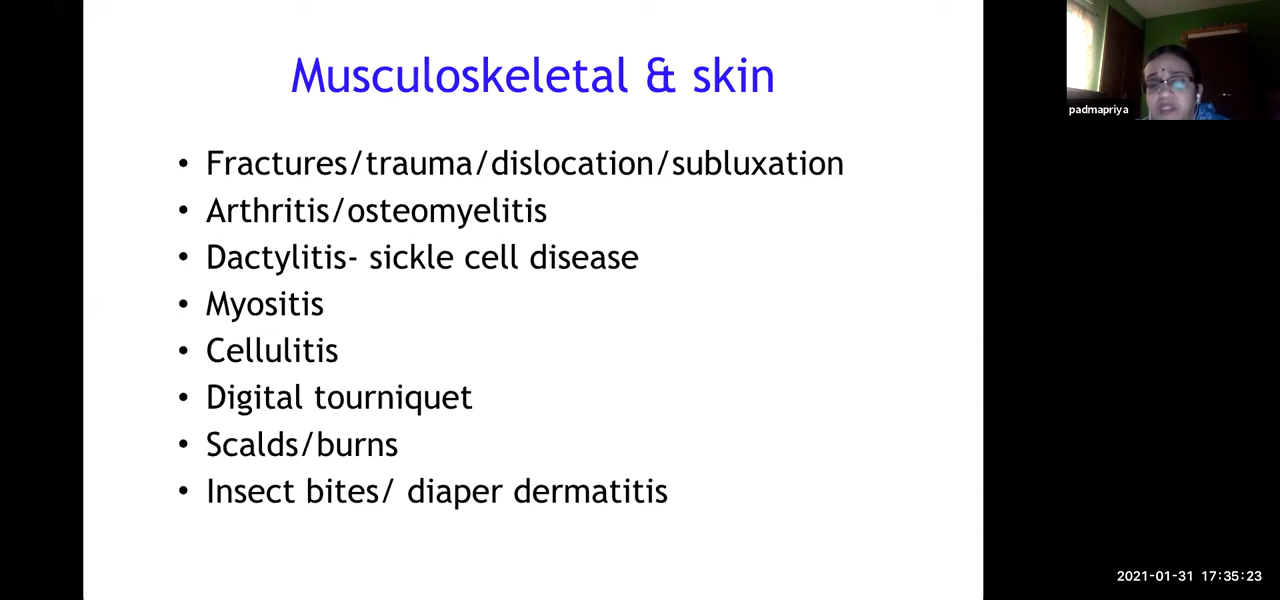 Musculoskeletal & skin
• Fractures/trauma/dislocation/subluxation
• Arthritis/osteomyelitis
• Dactylitis- sickle cell disease
• Myositis
• Cellulitis
• Digital tourniquet
• Scalds/burns
• Insect bites/ diaper dermatitis
padmapriya
2021-01-31 17:35:23